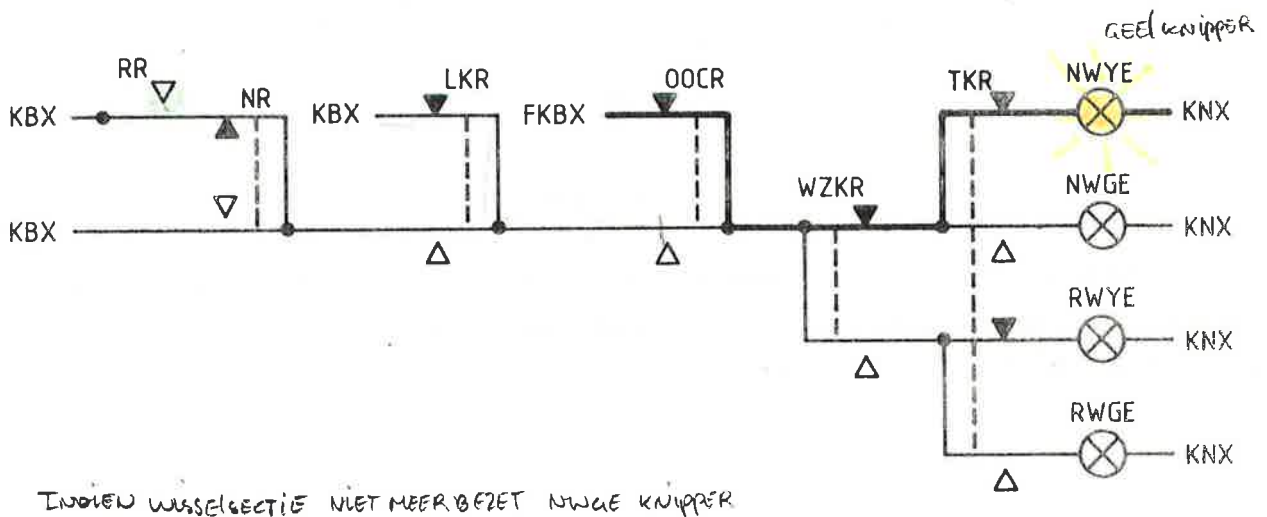 GEEL KNIPPER
RR
NR
LKR
OOCR
TKR
NWYE
KBX
KBX
FKBX
KNX
WZKR
NWGE
KBX
KNX
RWYE
KNX
RWGE
KNX
INDIEN WISSELSECTIE NIET MEER BEZET NWGE KNIPPER